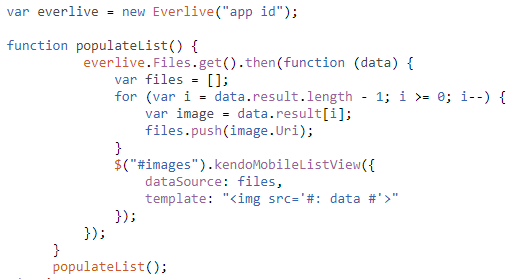 var everlive = new Everlive("app id");
function populateList() {
everlive.Files.get().then(function (data) {
var files = [];
for (var i = data.result.length - 1; i >= 0; i--) {
var image = data.result[i];
files.push(image.Uri);
}
$("#images").kendoMobileListView({
dataSource: files,
template: "<img src='#: data #'>"
});
});
}
populateList();